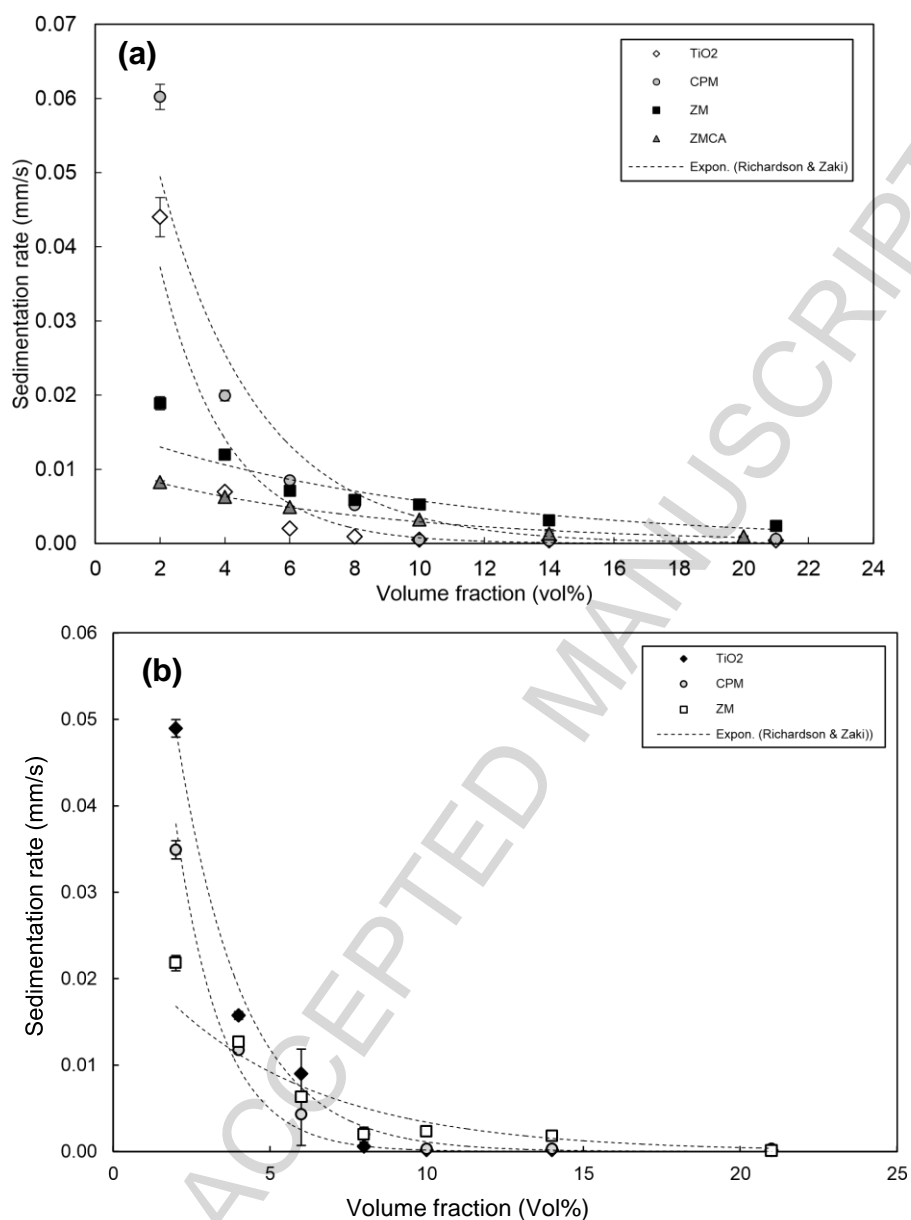 (a)
Sedimentation rate (mm/s)
0.07
0.06
0.05
0.04
0.03
0.02
0.01
0.00
0 2 4 6 8 10 12 14 16 18 20 22 24
Volume fraction (vol%)
TiO2
CPM
ZM
ZMCA
Expon. (Richardson & Zaki)
(b)
Sedimentation rate (mm/s)
0.06
0.05
0.04
0.03
0.02
0.01
0.00
0 5 10 15 20 25
Volume fraction (Vol%)
TiO2
CPM
ZM
Expon. (Richardson & Zaki))
ACCEPTED MANUSCRIPT